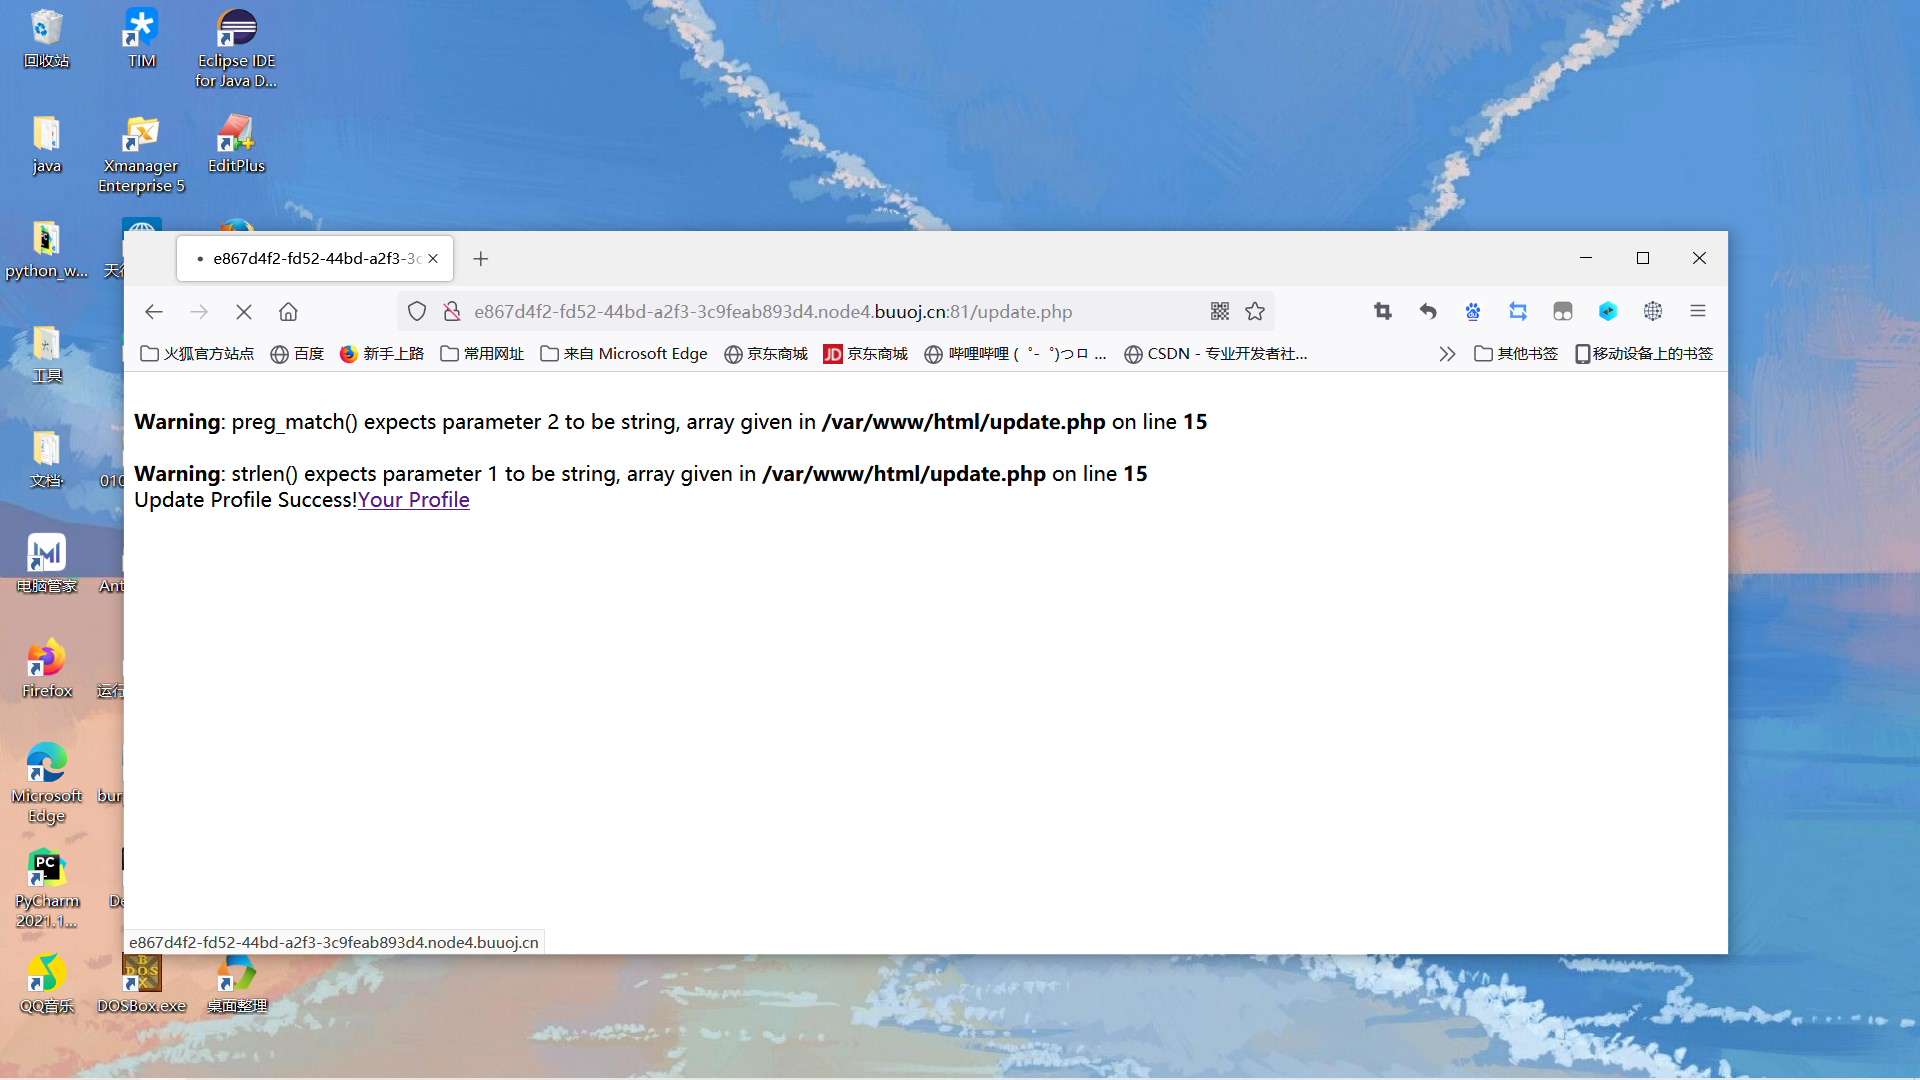 回收站
TIM
Eclipse IDE
for Java D...
java
Xmanager
Enterprise 5
EditPlus
python_w...
工具
文档·
010
电脑管家
Ant
Firefox
运行
Microsoft
Edge
bur
PC
PyCharm
2021.1...
De
QQ音乐
DOSBox.exe
桌面整理
e867d4f2-fd52-44bd-a2f3-3c
e867d4f2-fd52-44bd-a2f3-3c9feab893d4.node4.buuoj.cn:81/update.php
火狐官方站点
百度
新手上路
常用网址
来自 Microsoft Edge
京东商城
JD 京东商城
哔哩哔哩 ( ゜- ゜)つロ ...
CSDN - 专业开发者社...
其他书签
移动设备上的书签
Warning: preg_match() expects parameter 2 to be string, array given in /var/www/html/update.php on line 15
Warning: strlen() expects parameter 1 to be string, array given in /var/www/html/update.php on line 15
Update Profile Success!Your Profile
e867d4f2-fd52-44bd-a2f3-3c9feab893d4.node4.buuoj.cn